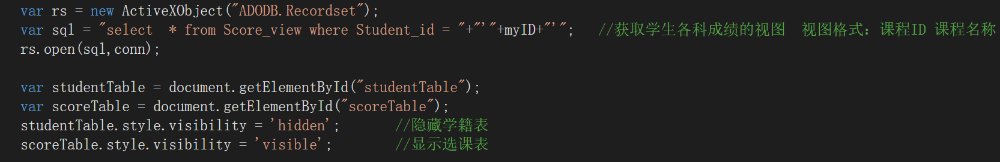 var rs = new ActiveXObject("ADODB.Recordset");
var sql = "select  * from Score_view where Student_id = "+"'"+myID+"'";   //获取学生各科成绩的视图  视图格式：课程ID 课程名称
rs.open(sql,conn);
var studentTable = document.getElementById("studentTable");
var scoreTable = document.getElementById("scoreTable");
studentTable.style.visibility = 'hidden';       //隐藏学籍表
scoreTable.style.visibility = 'visible';        //显示选课表